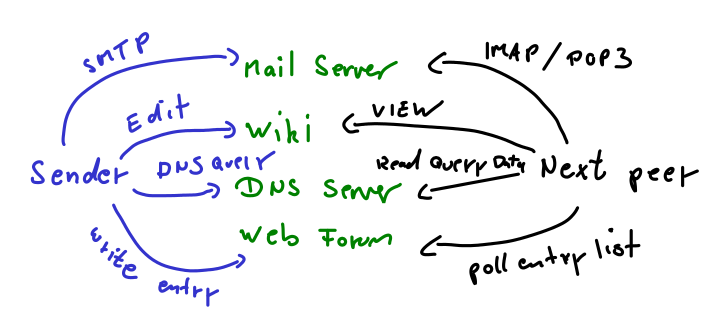 SMTP
IMAP/POP3
Mail Server
Edit
VIEW
Wiki
DNS Query
Read Query Data
Sender
Next peer
DNS Server
Web Forum
write entry
poll entry list